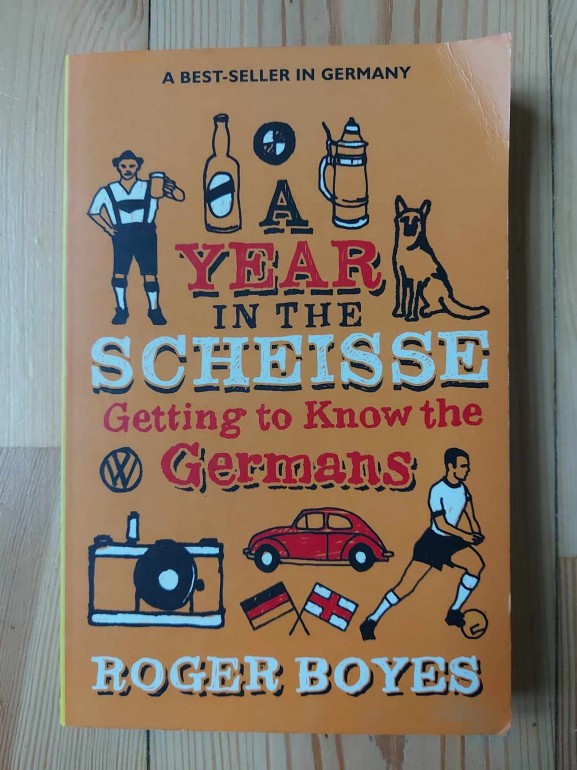 A BEST-SELLER IN GERMANY
A
YEAR
IN THE
SCHEISSE
Getting to Know the
Germans
ROGER BOYES